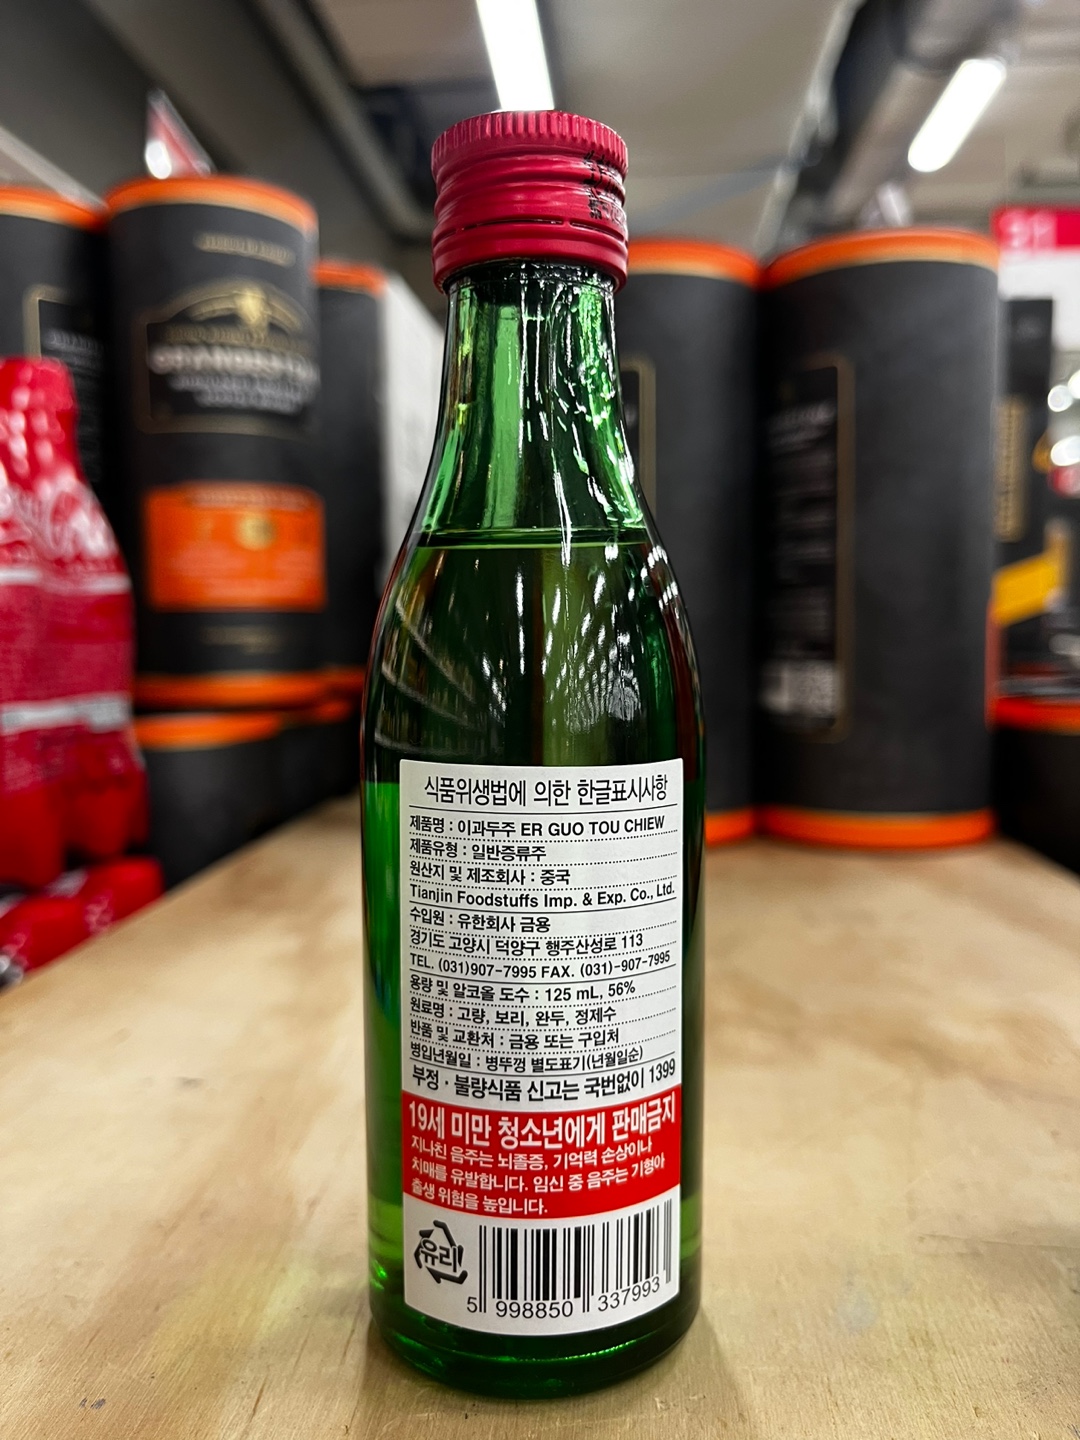 식품위생법에 의한 한글표시사항
제품명 : 이과두주 ER GUO TOU CHIEW
제품유형 : 일반증류주
원산지 및 제조회사 : 중국
Tianjin Foodstuffs Imp. & Exp. Co., Ltd.
수입원 : 유한회사 금용
경기도 고양시 덕양구 행주산성로 113
TEL. (031)907-7995 FAX. (031)-907-7995
용량 및 알코올 도수 : 125 mL, 56%
원료명 : 고량, 보리, 완두, 정제수
반품 및 교환처 : 금용 또는 구입처
병입년월일 : 병뚜껑 별도표기(년월일순)
부정 · 불량식품 신고는 국번없이 1399
19세 미만 청소년에게 판매금지
지나친 음주는 뇌졸증, 기억력 손상이나
치매를 유발합니다. 임신 중 음주는 기형아
출생 위험을 높입니다.
유리
5 998850 337993